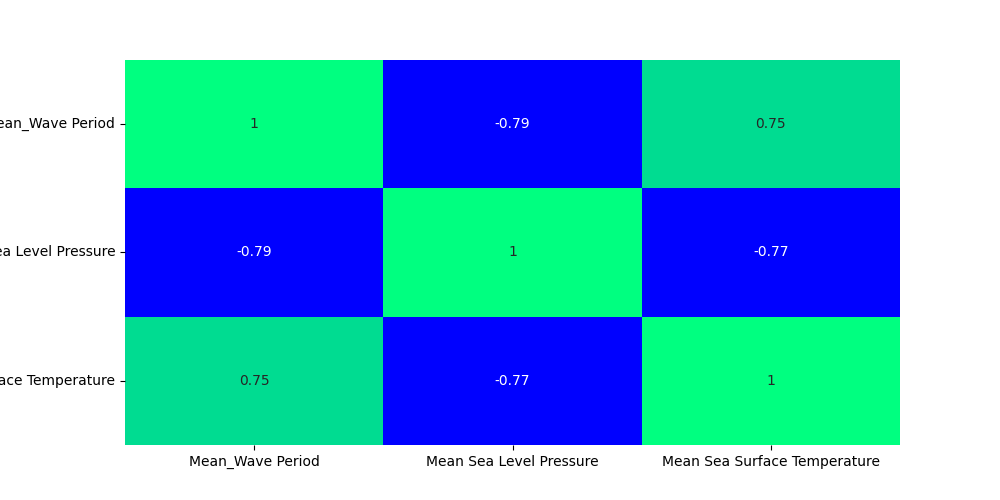 ean_Wave Period 1 -0.79 0.75
ea Level Pressure -0.79 1 -0.77
ace Temperature 0.75 -0.77 1
Mean_Wave Period Mean Sea Level Pressure Mean Sea Surface Temperature